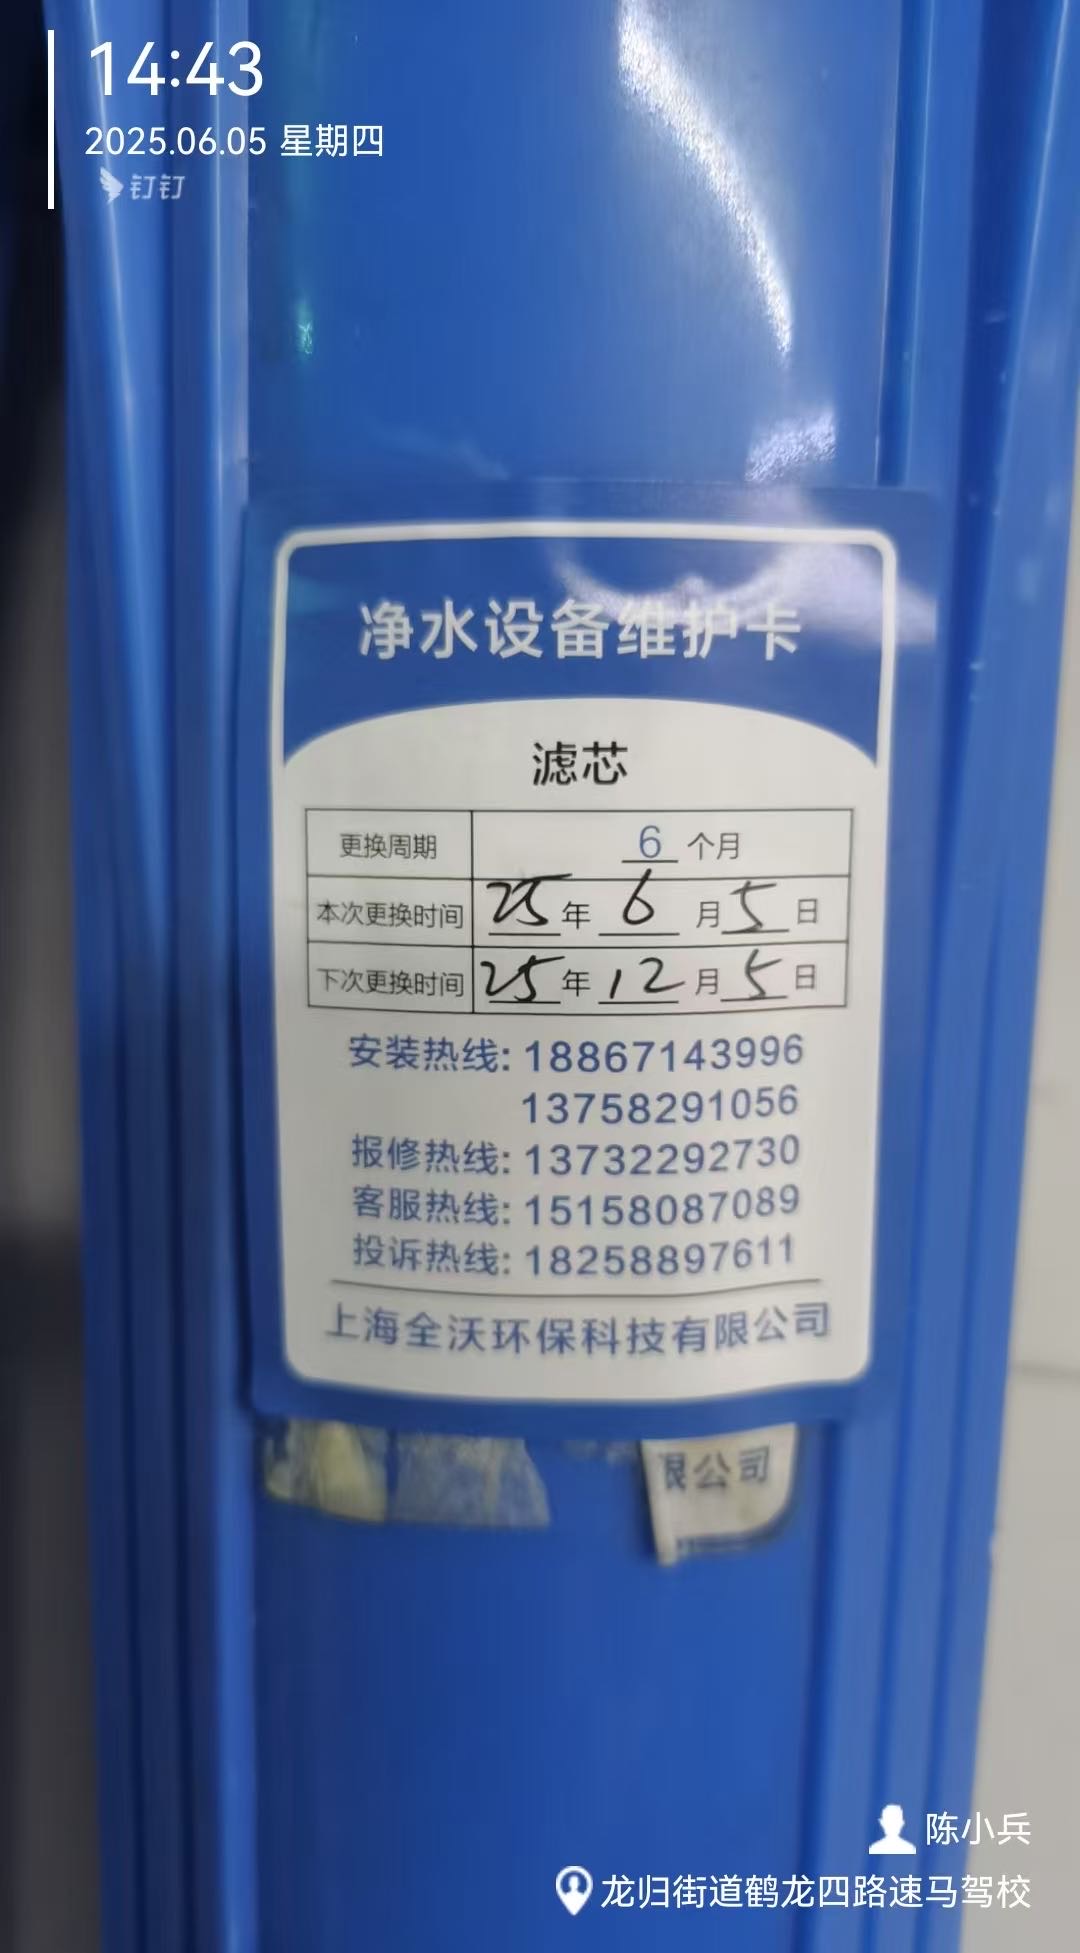 14:43
2025.06.05 星期四
钉钉
净水设备维护卡
滤芯
更换周期 6 个月
本次更换时间 25 年 6 月 5 日
下次更换时间 25 年 12 月 5 日
安装热线: 18867143996
13758291056
报修热线: 13732292730
客服热线: 15158087089
投诉热线: 18258897611
上海全沃环保科技有限公司
限公司
陈小兵
龙归街道鹤龙四路速马驾校